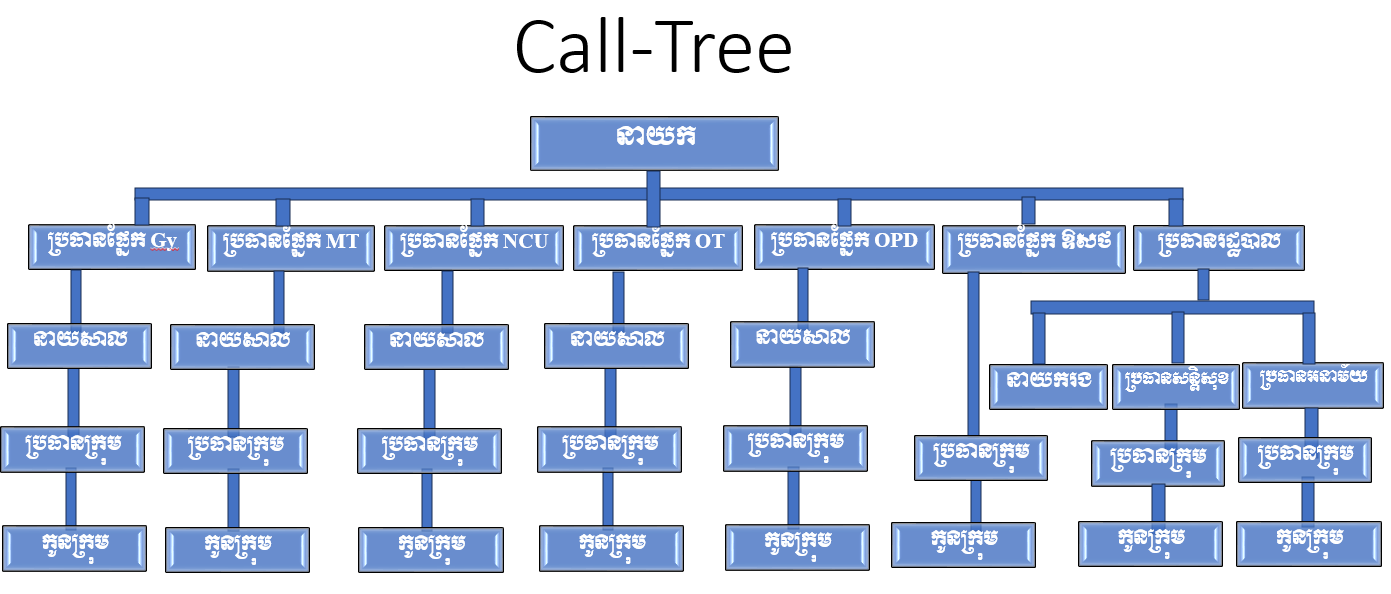 Call-Tree
នាយក
ប្រធានផ្នែក Gy
ប្រធានផ្នែក MT
ប្រធានផ្នែក NCU
ប្រធានផ្នែក OT
ប្រធានផ្នែក OPD
ប្រធានផ្នែក ឱសថ
ប្រធានរដ្ឋបាល
នាយសាល
នាយសាល
នាយសាល
នាយសាល
នាយសាល
នាយករង
ប្រធានសន្តិសុខ
ប្រធានអនាម័យ
ប្រធានក្រុម
ប្រធានក្រុម
ប្រធានក្រុម
ប្រធានក្រុម
ប្រធានក្រុម
ប្រធានក្រុម
ប្រធានក្រុម
ប្រធានក្រុម
កូនក្រុម
កូនក្រុម
កូនក្រុម
កូនក្រុម
កូនក្រុម
កូនក្រុម
កូនក្រុម
កូនក្រុម